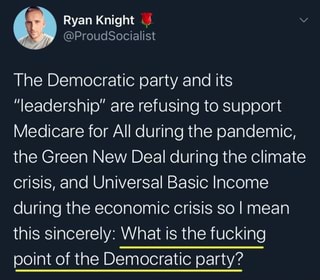 Ryan Knight 🌹
@ProudSocialist
The Democratic party and its
“leadership” are refusing to support
Medicare for All during the pandemic,
the Green New Deal during the climate
crisis, and Universal Basic Income
during the economic crisis so I mean
this sincerely: What is the fucking
point of the Democratic party?